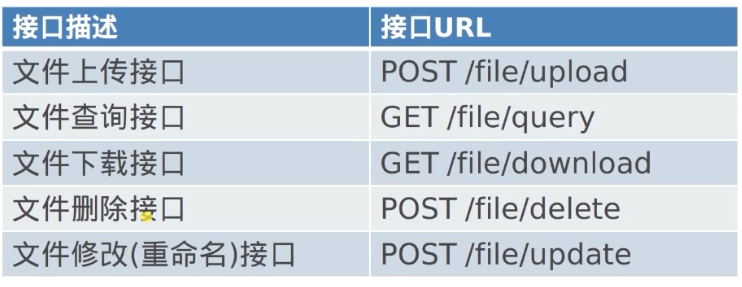 接口描述 接口URL
文件上传接口 POST /file/upload
文件查询接口 GET /file/query
文件下载接口 GET /file/download
文件删除接口 POST /file/delete
文件修改(重命名)接口 POST /file/update